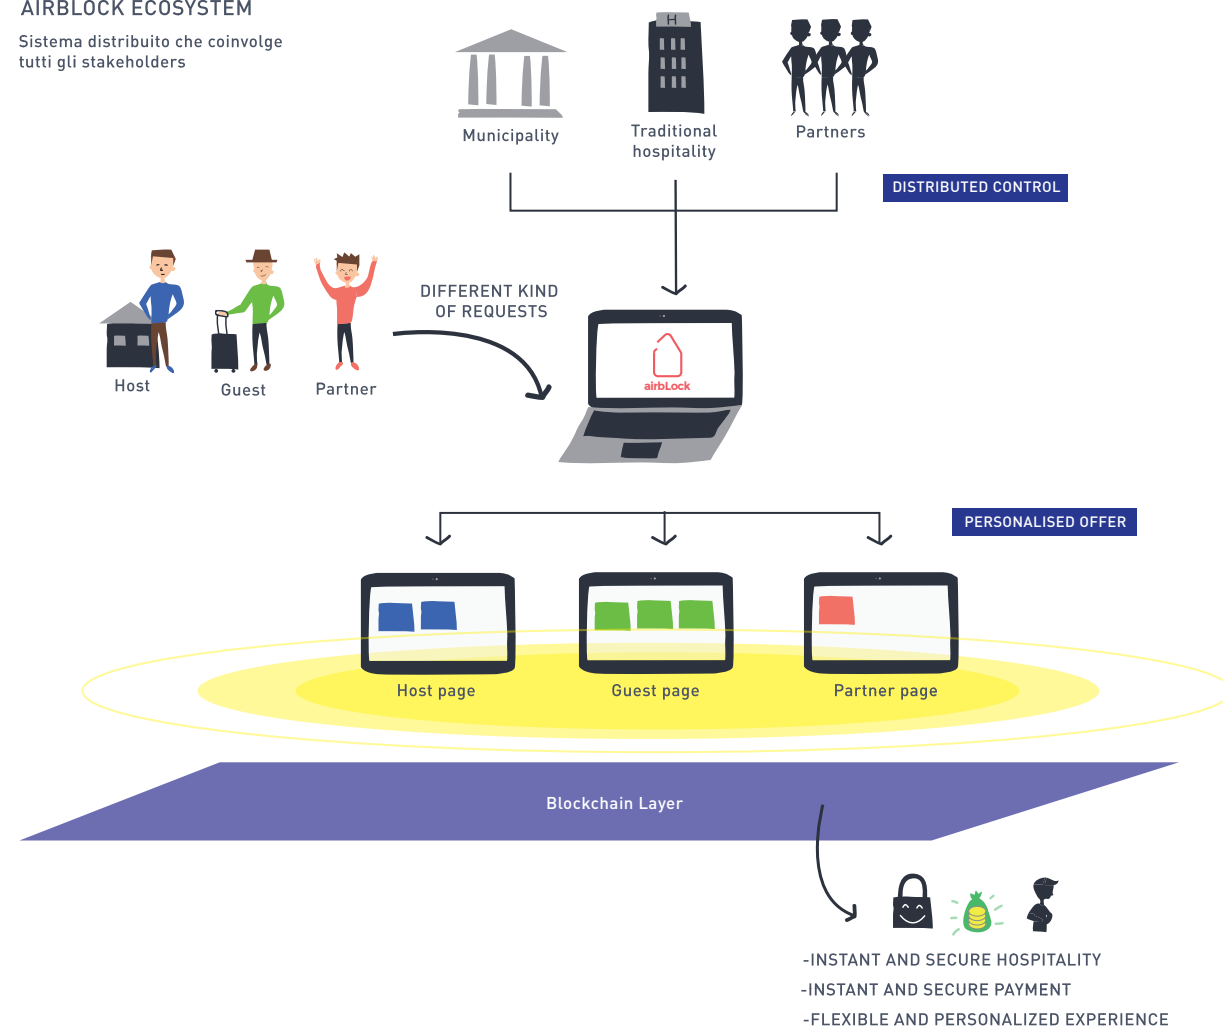 AIRBLOCK ECOSYSTEM
Sistema distribuito che coinvolge
tutti gli stakeholders
H
Municipality
Traditional
hospitality
Partners
DISTRIBUTED CONTROL
Host
Guest
Partner
DIFFERENT KIND
OF REQUESTS
airbLock
PERSONALISED OFFER
Host page
Guest page
Partner page
Blockchain Layer
-INSTANT AND SECURE HOSPITALITY
-INSTANT AND SECURE PAYMENT
-FLEXIBLE AND PERSONALIZED EXPERIENCE